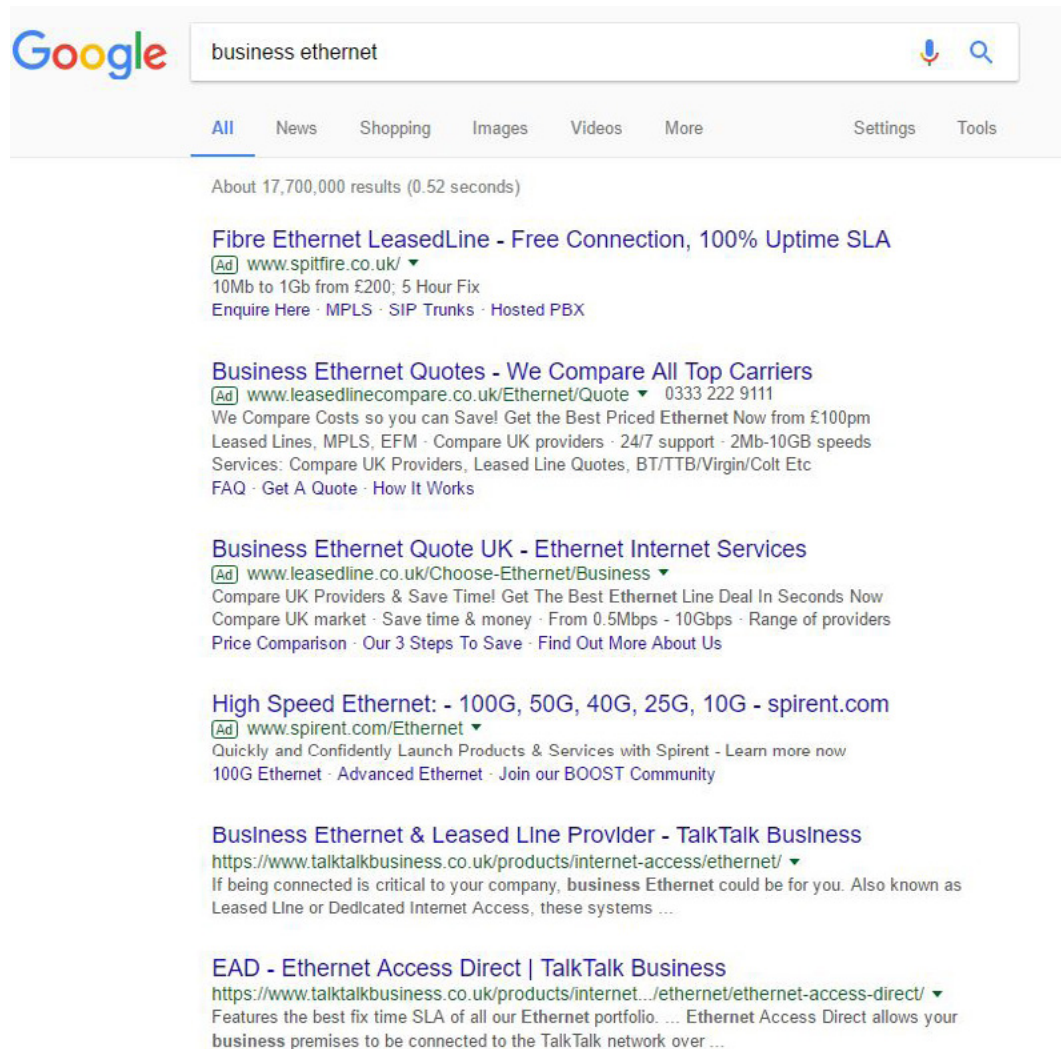 Google business ethernet
All News Shopping Images Videos More Settings Tools
About 17,700,000 results (0.52 seconds)
Fibre Ethernet LeasedLine - Free Connection, 100% Uptime SLA
Ad www.spitfire.co.uk/ ▼
10Mb to 1Gb from £200; 5 Hour Fix
Enquire Here · MPLS · SIP Trunks · Hosted PBX
Business Ethernet Quotes - We Compare All Top Carriers
Ad www.leasedlinecompare.co.uk/Ethernet/Quote ▼ 0333 222 9111
We Compare Costs so you can Save! Get the Best Priced Ethernet Now from £100pm
Leased Lines, MPLS, EFM · Compare UK providers · 24/7 support · 2Mb-10GB speeds
Services: Compare UK Providers, Leased Line Quotes, BT/TTB/Virgin/Colt Etc
FAQ · Get A Quote · How It Works
Business Ethernet Quote UK - Ethernet Internet Services
Ad www.leasedline.co.uk/Choose-Ethernet/Business ▼
Compare UK Providers & Save Time! Get The Best Ethernet Line Deal In Seconds Now
Compare UK market · Save time & money · From 0.5Mbps - 10Gbps · Range of providers
Price Comparison · Our 3 Steps To Save · Find Out More About Us
High Speed Ethernet: - 100G, 50G, 40G, 25G, 10G - spirent.com
Ad www.spirent.com/Ethernet ▼
Quickly and Confidently Launch Products & Services with Spirent - Learn more now
100G Ethernet · Advanced Ethernet · Join our BOOST Community
Business Ethernet & Leased Line Provider - TalkTalk Business
https://www.talktalkbusiness.co.uk/products/internet-access/ethernet/ ▼
If being connected is critical to your company, business Ethernet could be for you. Also known as
Leased Line or Dedicated Internet Access, these systems ...
EAD - Ethernet Access Direct | TalkTalk Business
https://www.talktalkbusiness.co.uk/products/internet.../ethernet/ethernet-access-direct/ ▼
Features the best fix time SLA of all our Ethernet portfolio. ... Ethernet Access Direct allows your
business premises to be connected to the TalkTalk network over ...